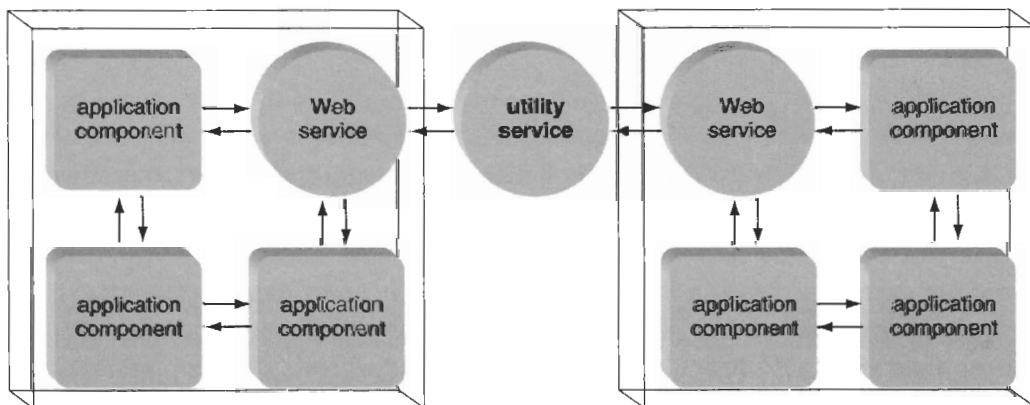 application
component
Web
service
utility
service
Web
service
application
component
application
component
application
component
application
component
application
component